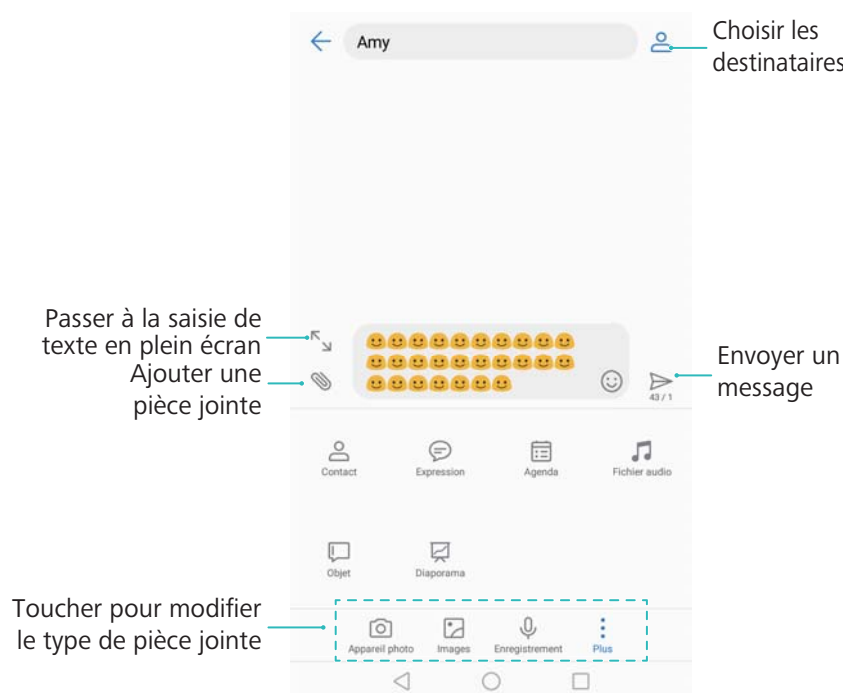 Amy
Choisir les
destinataires
Passer à la saisie de
texte en plein écran
Ajouter une
pièce jointe
Envoyer un
message
43 / 1
Contact
Expression
Agenda
Fichier audio
Objet
Diaporama
Toucher pour modifier
le type de pièce jointe
Appareil photo
Images
Enregistrement
Plus